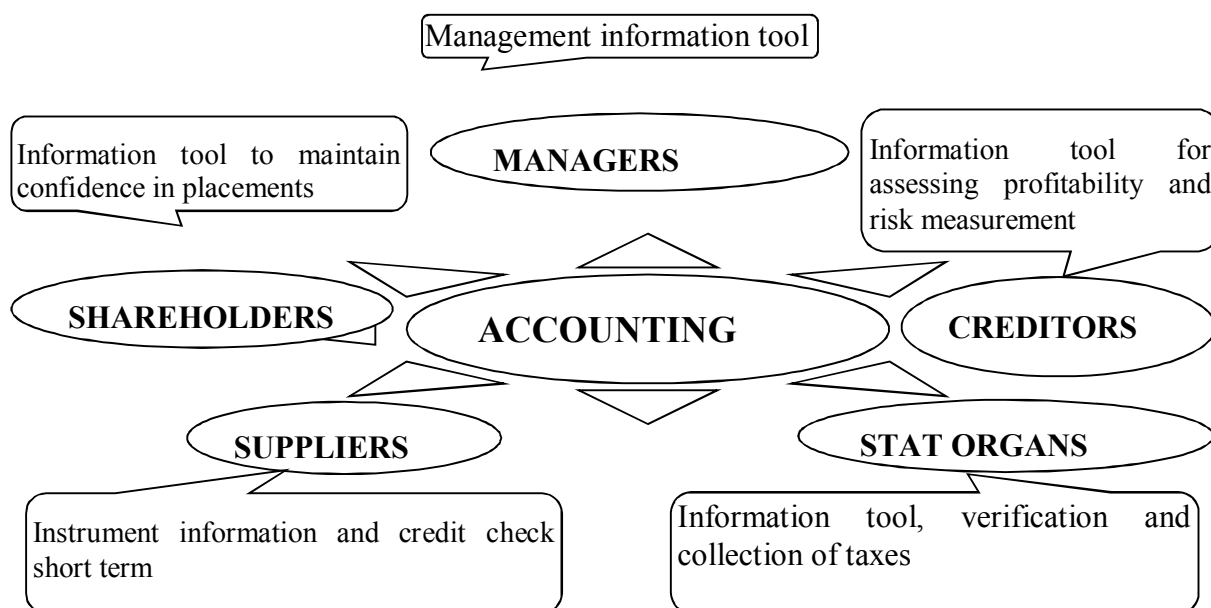 Management information tool
MANAGERS
Information tool to maintain
confidence in placements
Information tool for
assessing profitability and
risk measurement
SHAREHOLDERS
ACCOUNTING
CREDITORS
SUPPLIERS
STAT ORGANS
Instrument information and credit check
short term
Information tool, verification and
collection of taxes